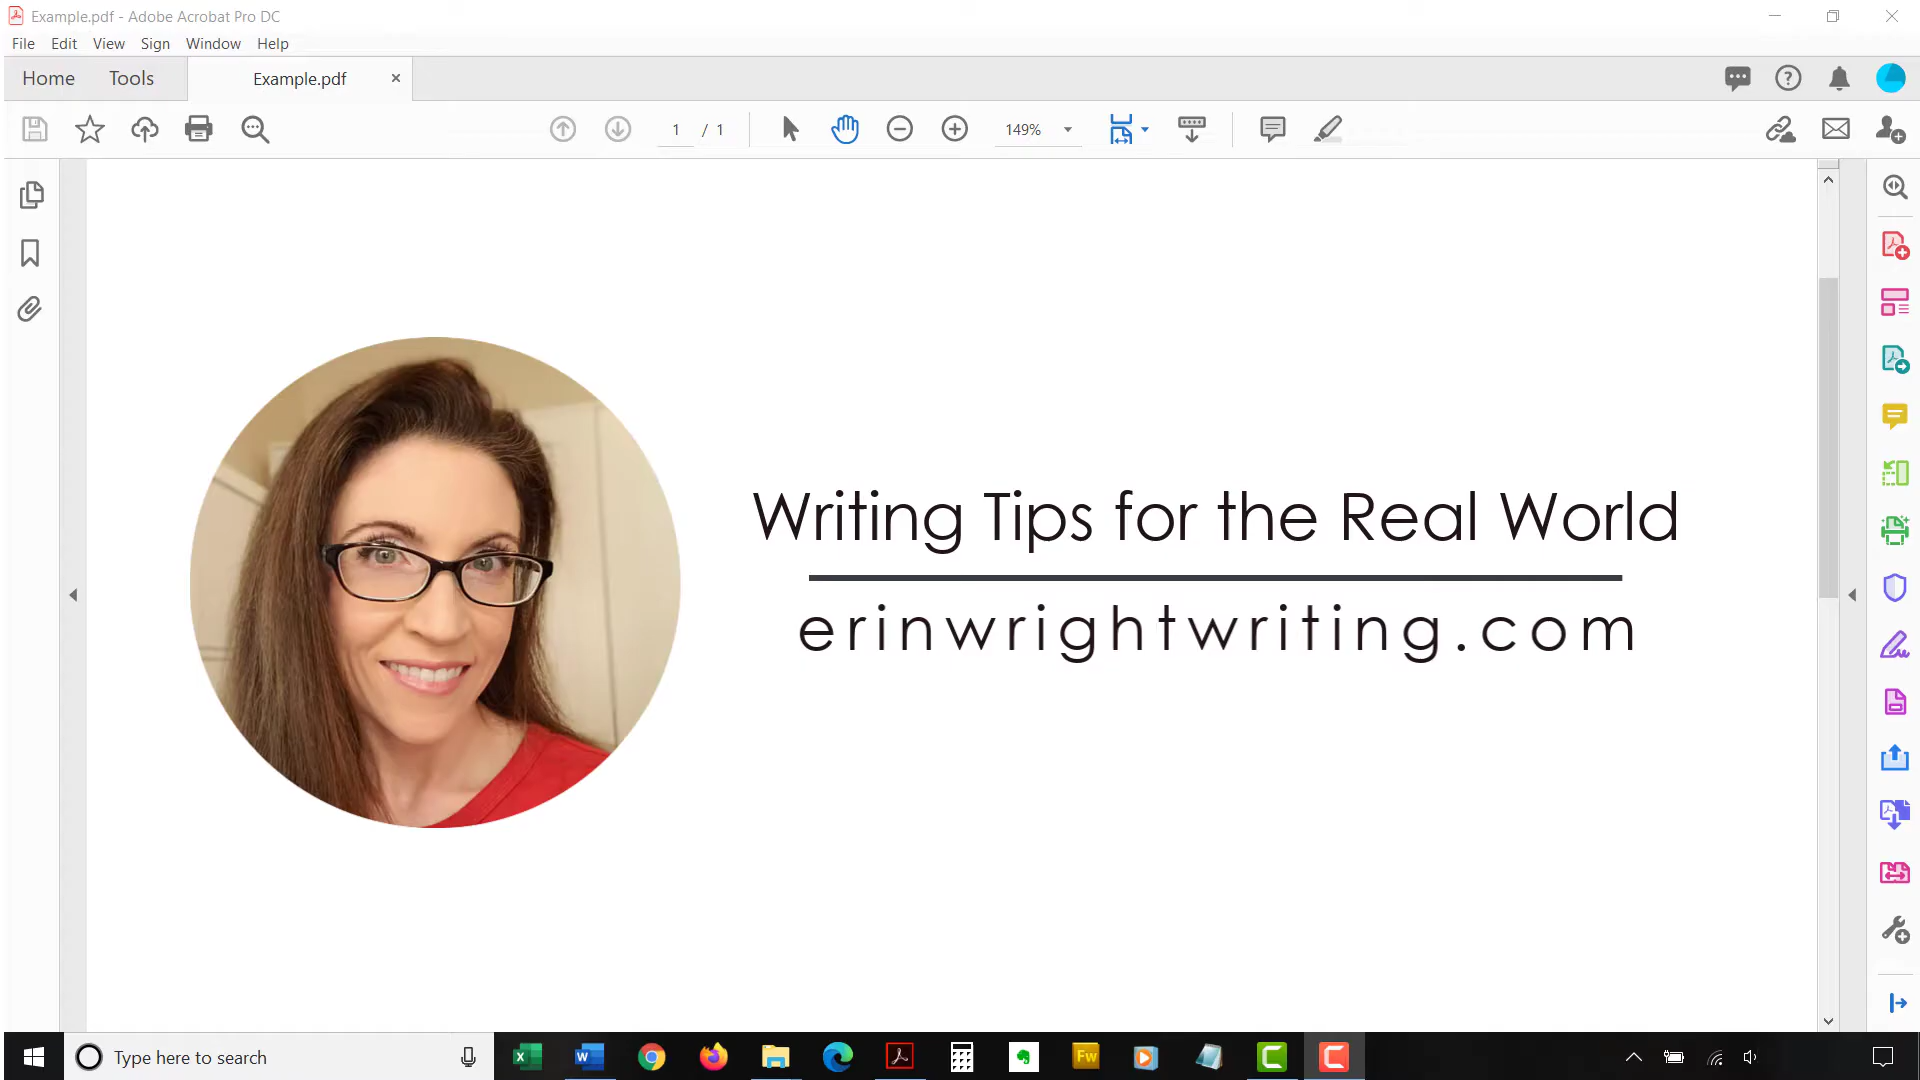 Example.pdf - Adobe Acrobat Pro DC
File Edit View Sign Window Help
Home Tools Example.pdf
1 / 1 149%
Writing Tips for the Real World
erinwrightwriting.com
Type here to search
Fw